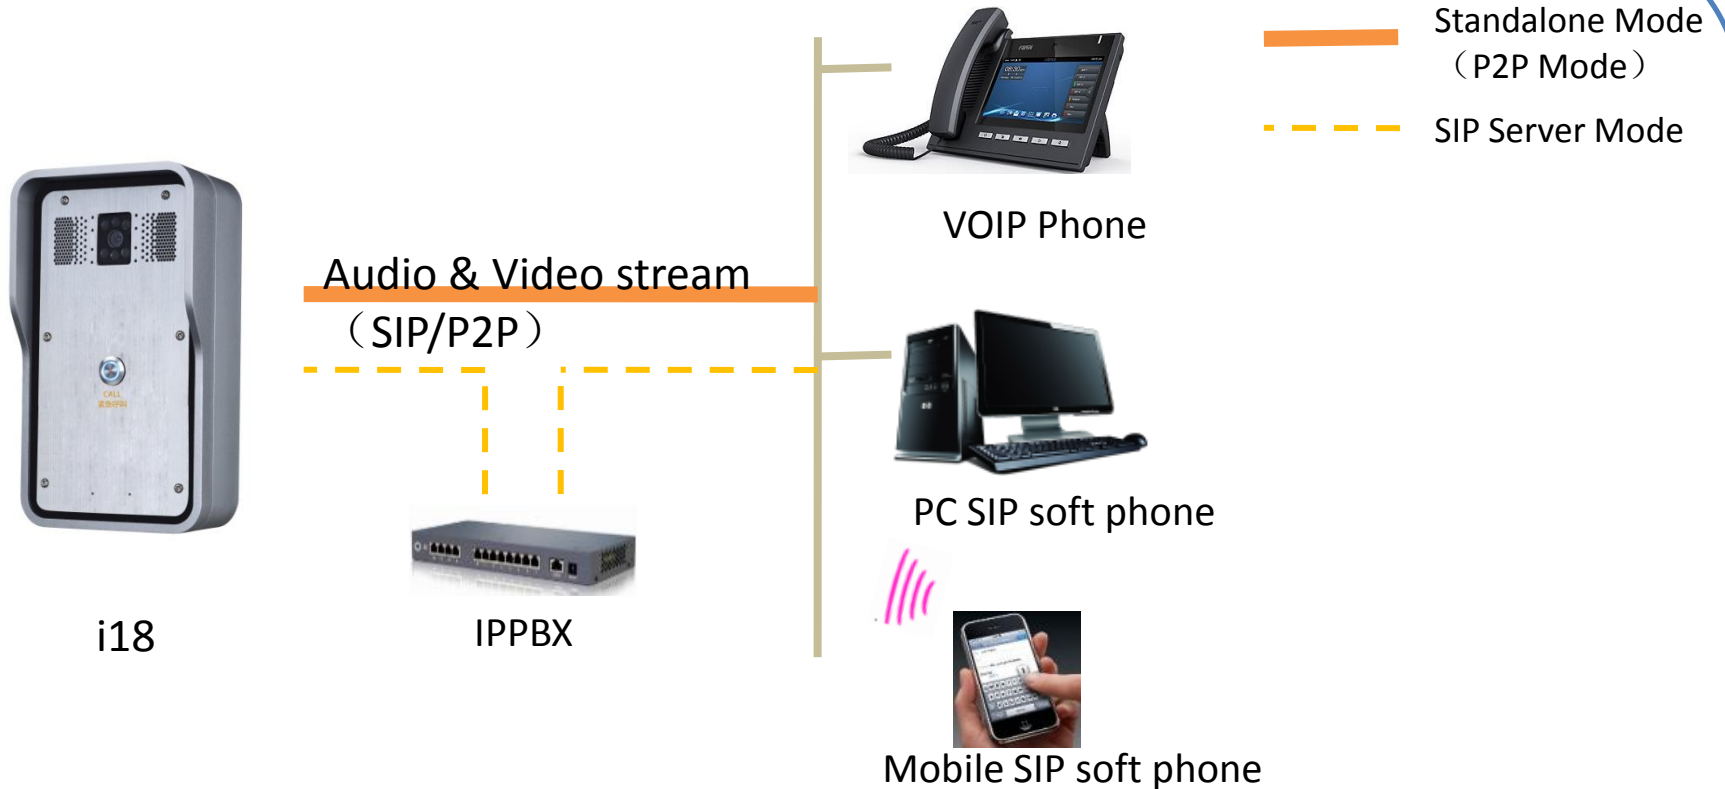 Standalone Mode
（P2P Mode）
SIP Server Mode
VOIP Phone
Audio & Video stream
（SIP/P2P）
CALL
PC SIP soft phone
i18
IPPBX
Mobile SIP soft phone